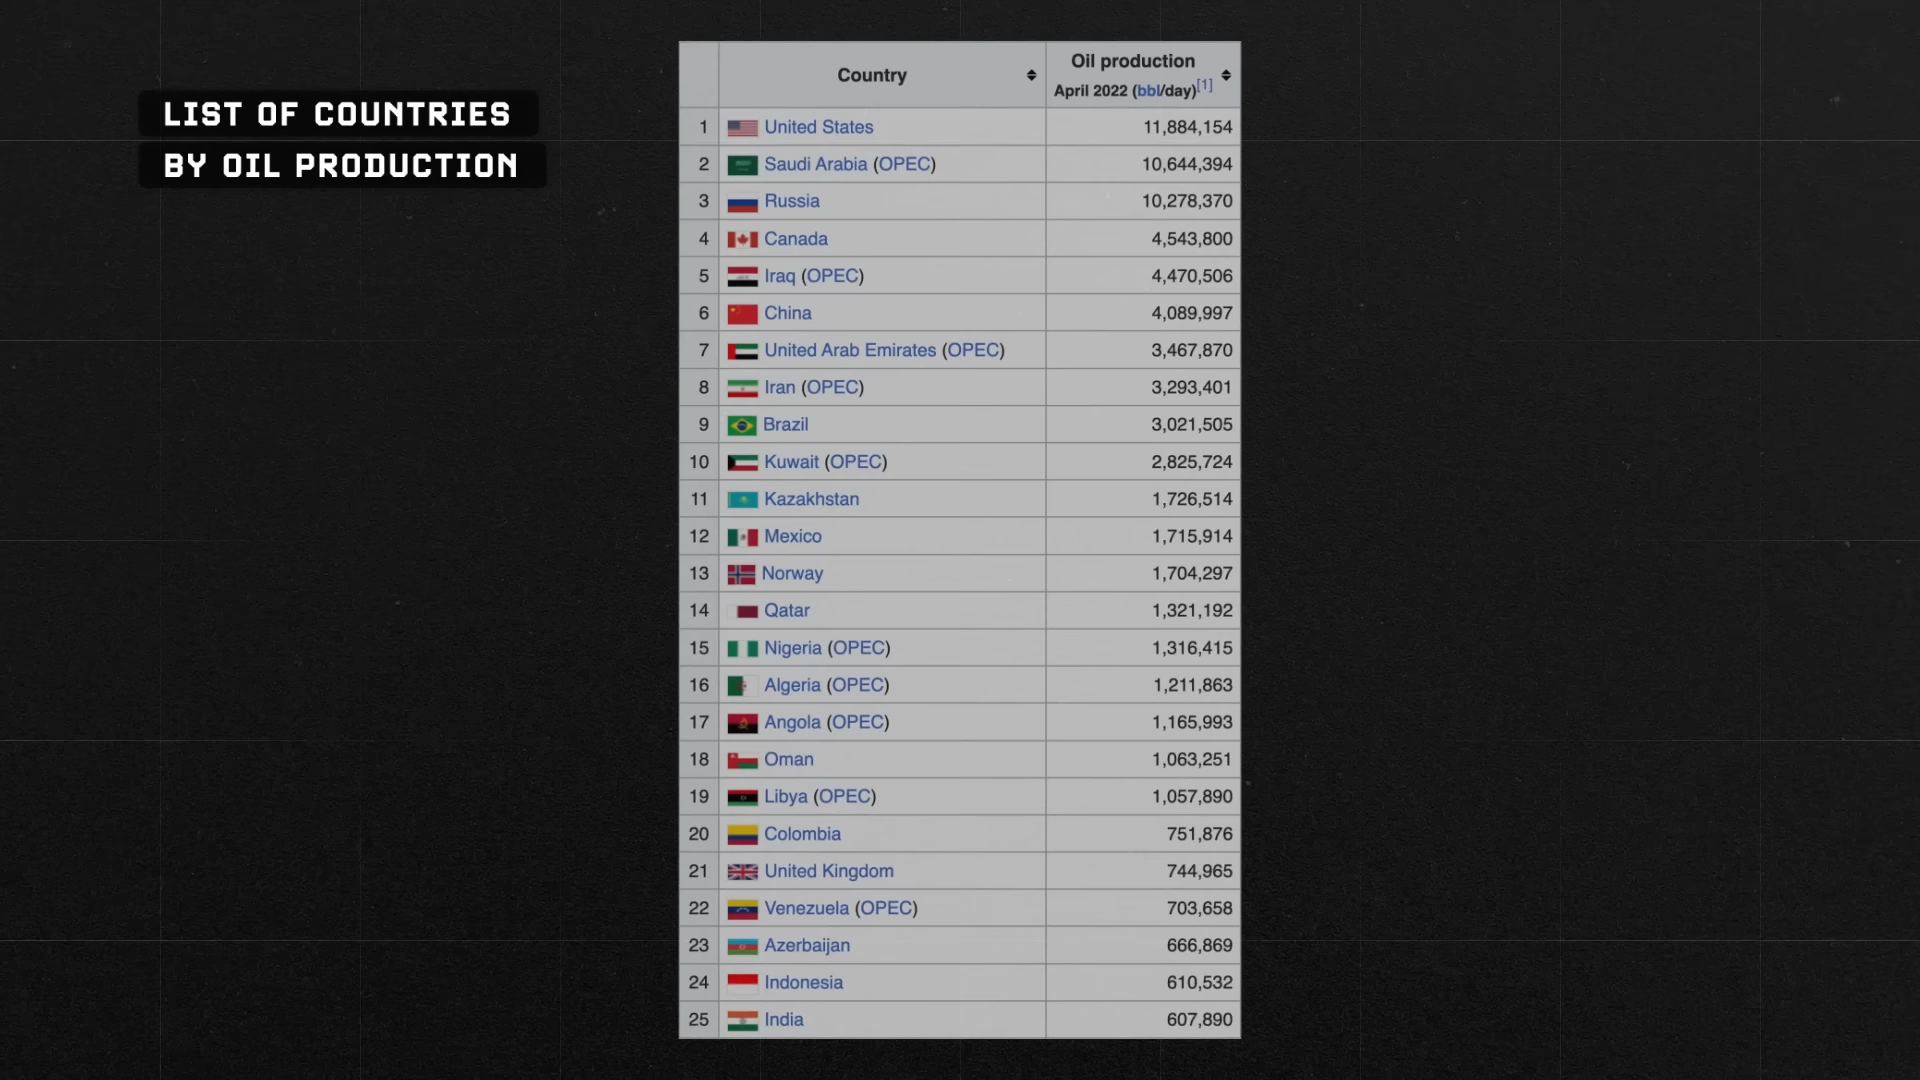 LIST OF COUNTRIES
BY OIL PRODUCTION
Country Oil production
April 2022 (bbl/day)[1]
1 United States 11,884,154
2 Saudi Arabia (OPEC) 10,644,394
3 Russia 10,278,370
4 Canada 4,543,800
5 Iraq (OPEC) 4,470,506
6 China 4,089,997
7 United Arab Emirates (OPEC) 3,467,870
8 Iran (OPEC) 3,293,401
9 Brazil 3,021,505
10 Kuwait (OPEC) 2,825,724
11 Kazakhstan 1,726,514
12 Mexico 1,715,914
13 Norway 1,704,297
14 Qatar 1,321,192
15 Nigeria (OPEC) 1,316,415
16 Algeria (OPEC) 1,211,863
17 Angola (OPEC) 1,165,993
18 Oman 1,063,251
19 Libya (OPEC) 1,057,890
20 Colombia 751,876
21 United Kingdom 744,965
22 Venezuela (OPEC) 703,658
23 Azerbaijan 666,869
24 Indonesia 610,532
25 India 607,890